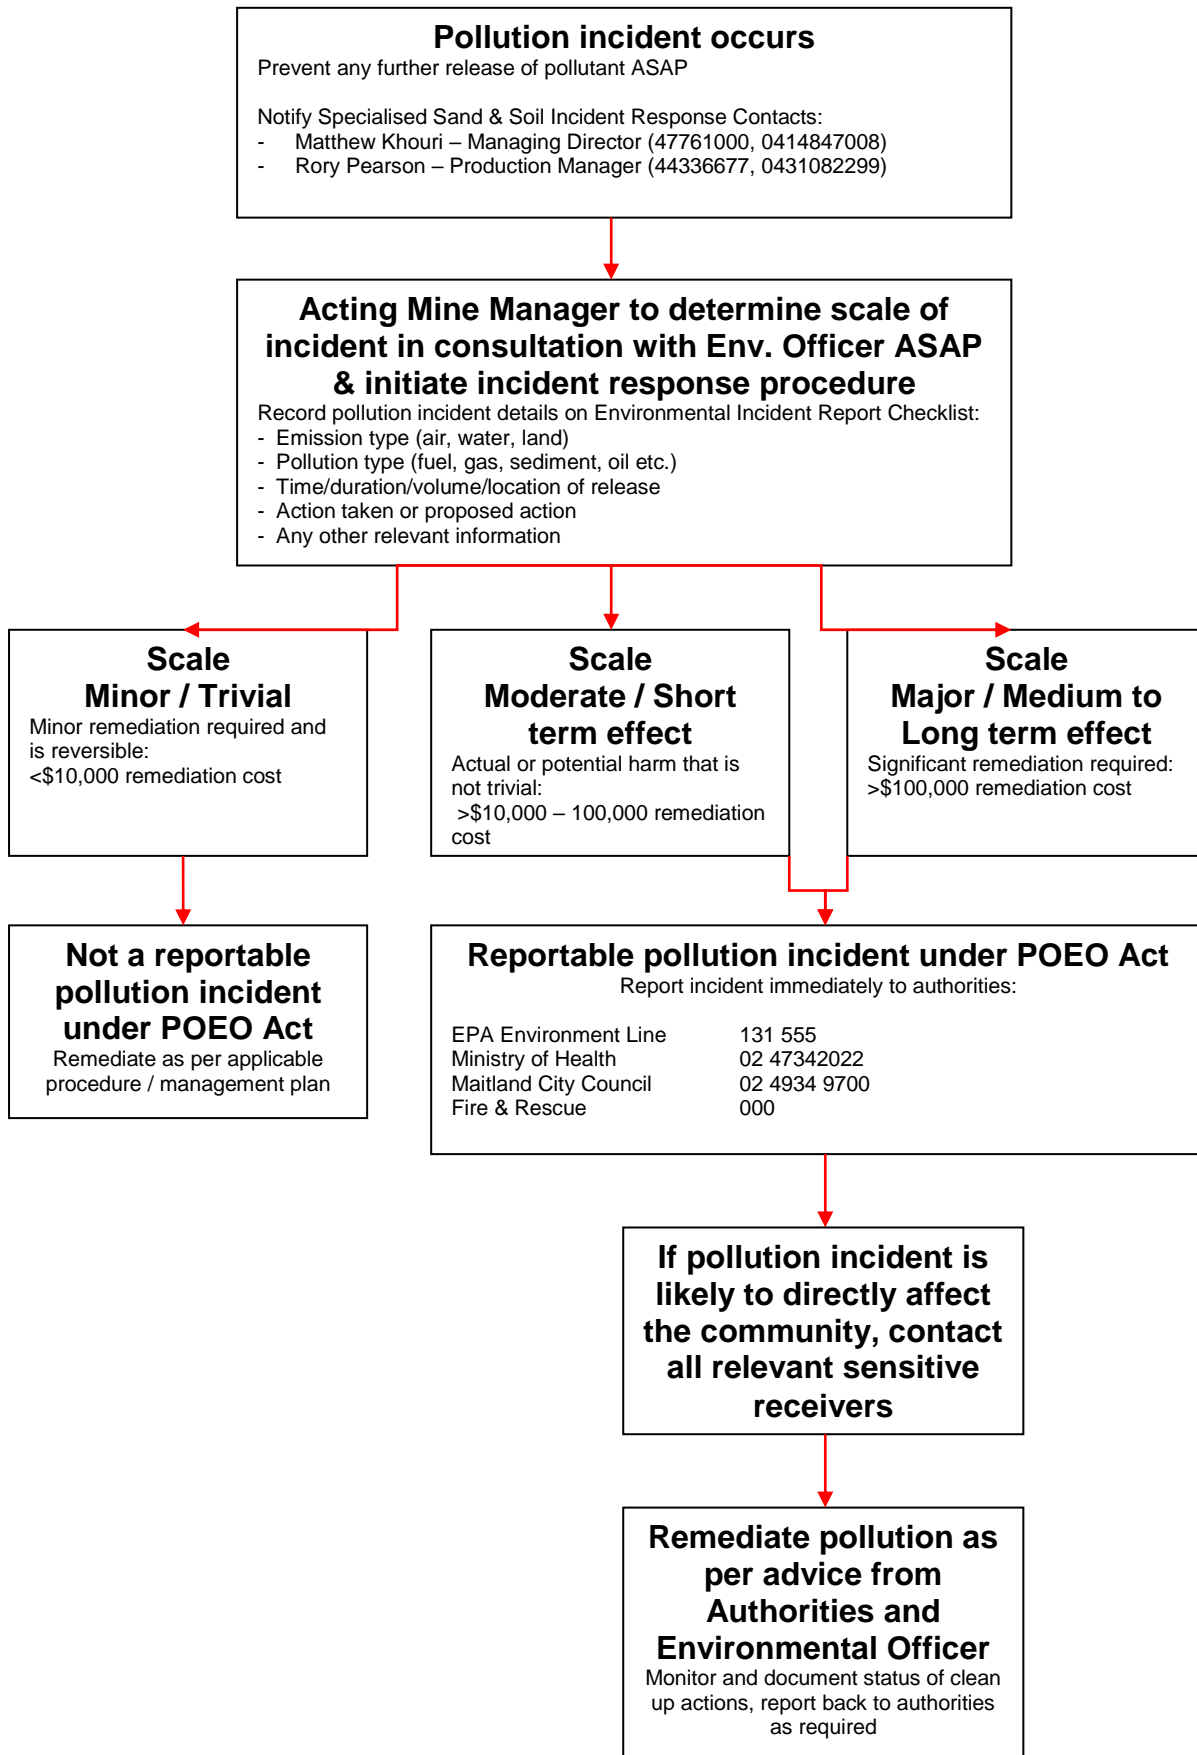 Pollution incident occurs
Prevent any further release of pollutant ASAP
Notify Specialised Sand & Soil Incident Response Contacts:
- Matthew Khouri – Managing Director (47761000, 0414847008)
- Rory Pearson – Production Manager (44336677, 0431082299)
Acting Mine Manager to determine scale of
incident in consultation with Env. Officer ASAP
& initiate incident response procedure
Record pollution incident details on Environmental Incident Report Checklist:
- Emission type (air, water, land)
- Pollution type (fuel, gas, sediment, oil etc.)
- Time/duration/volume/location of release
- Action taken or proposed action
- Any other relevant information
Scale
Minor / Trivial
Minor remediation required and
is reversible:
<$10,000 remediation cost
Scale
Moderate / Short
term effect
Actual or potential harm that is
not trivial:
>$10,000 – 100,000 remediation
cost
Scale
Major / Medium to
Long term effect
Significant remediation required:
>$100,000 remediation cost
Not a reportable
pollution incident
under POEO Act
Remediate as per applicable
procedure / management plan
Reportable pollution incident under POEO Act
Report incident immediately to authorities:
EPA Environment Line 131 555
Ministry of Health 02 47342022
Maitland City Council 02 4934 9700
Fire & Rescue 000
If pollution incident is
likely to directly affect
the community, contact
all relevant sensitive
receivers
Remediate pollution as
per advice from
Authorities and
Environmental Officer
Monitor and document status of clean
up actions, report back to authorities
as required